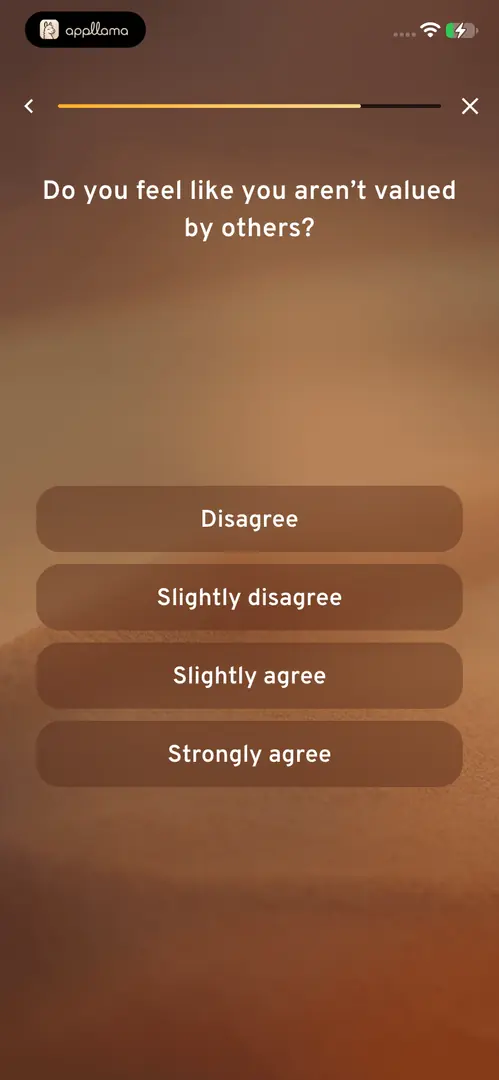 appllama
Do you feel like you aren’t valued
by others?
Disagree
Slightly disagree
Slightly agree
Strongly agree